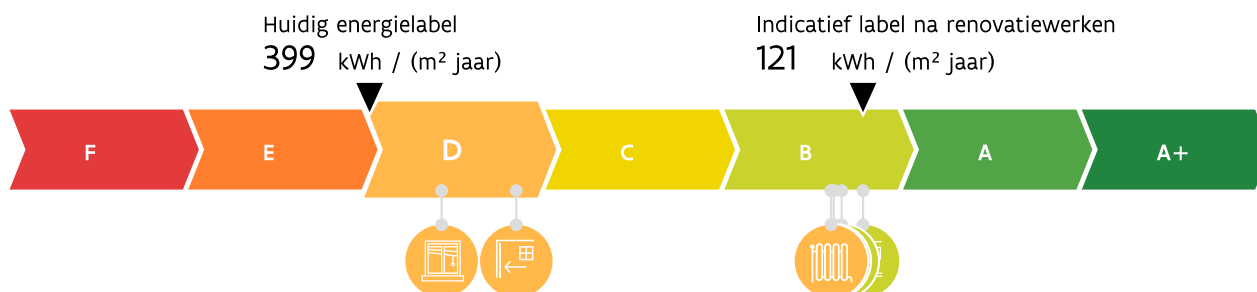 Huidig energielabel
399 kWh / (m² jaar)
Indicatief label na renovatiewerken
121 kWh / (m² jaar)
F E D C B A A+